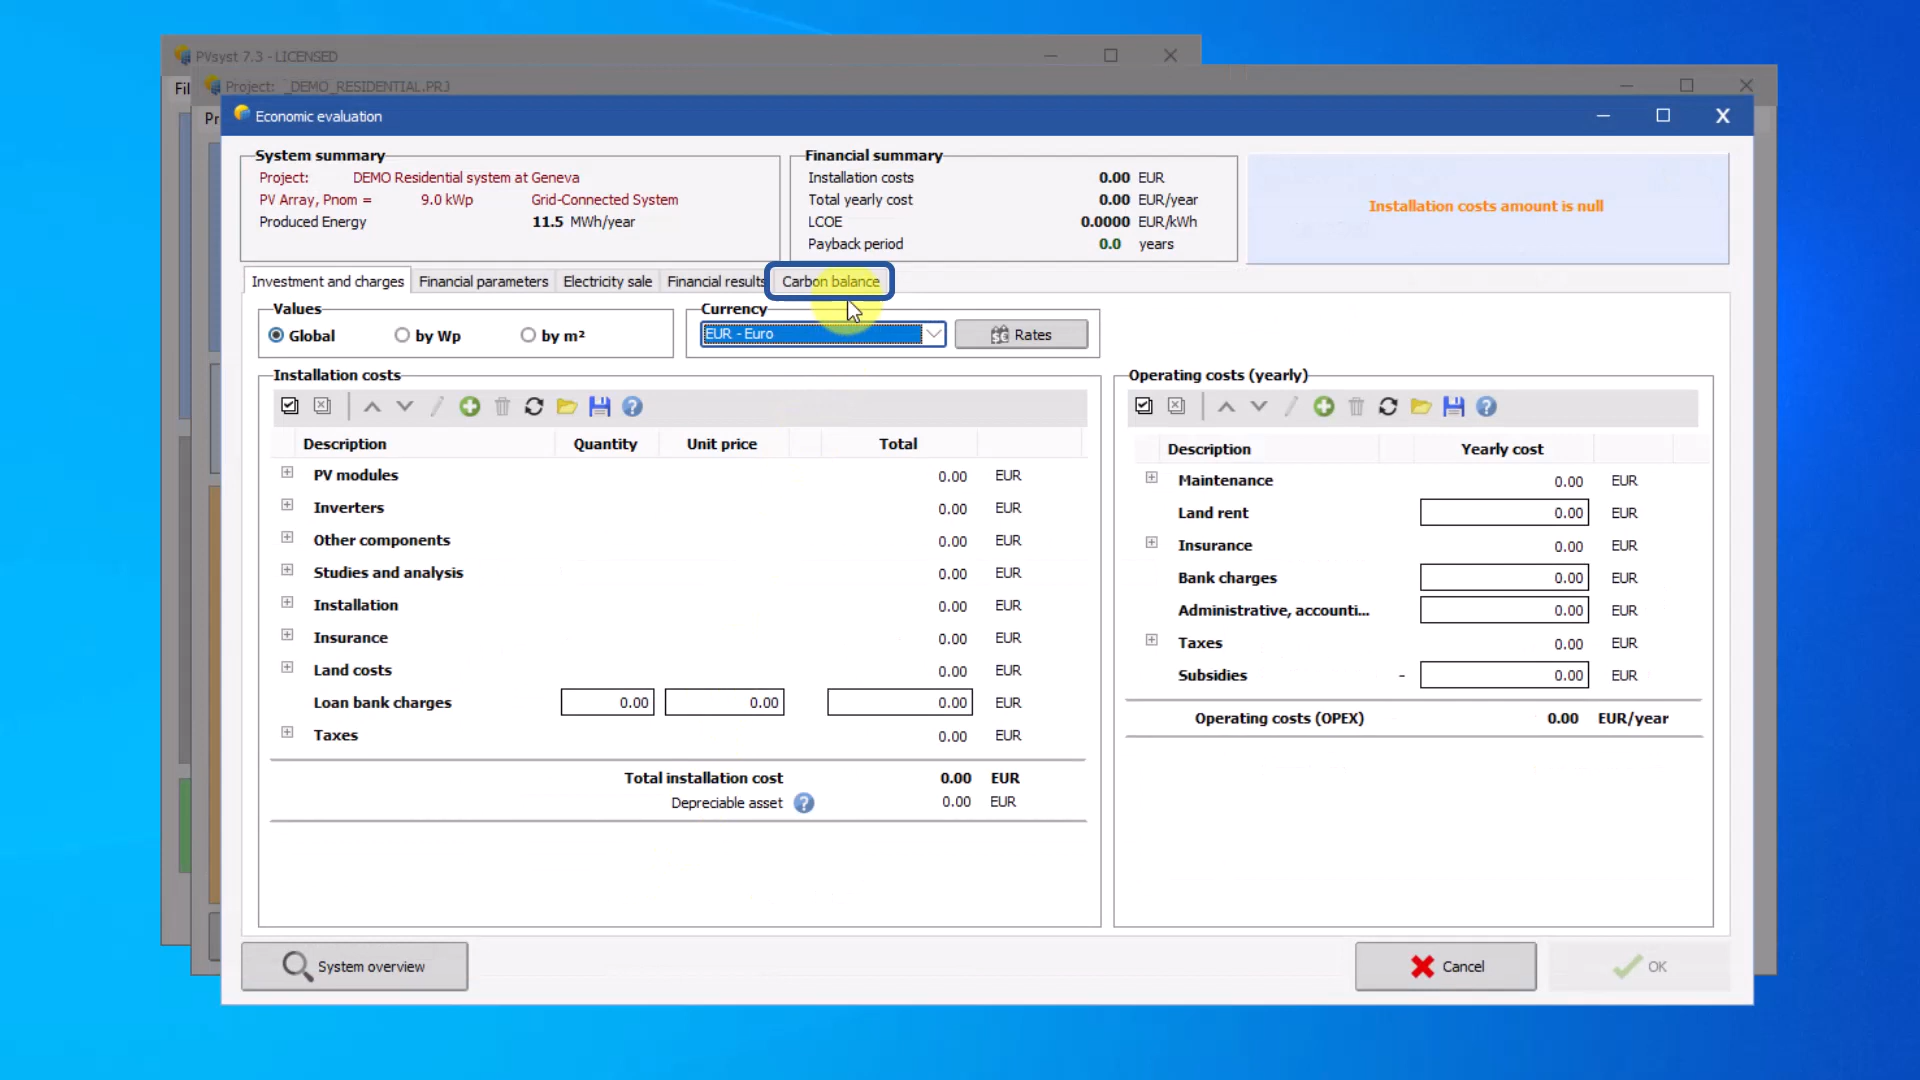 PVsyst 7.3 - LICENSED
Fil
Project: _DEMO_RESIDENTIAL.PRJ
Pr
Economic evaluation
System summary
Project: DEMO Residential system at Geneva
PV Array, Pnom = 9.0 kWp Grid-Connected System
Produced Energy 11.5 MWh/year
Financial summary
Installation costs 0.00 EUR
Total yearly cost 0.00 EUR/year
LCOE 0.0000 EUR/kWh
Payback period 0.0 years
Installation costs amount is null
Investment and charges Financial parameters Electricity sale Financial results Carbon balance
Values
Global by Wp by m²
Currency
EUR - Euro Rates
Installation costs
Description Quantity Unit price Total
PV modules 0.00 EUR
Inverters 0.00 EUR
Other components 0.00 EUR
Studies and analysis 0.00 EUR
Installation 0.00 EUR
Insurance 0.00 EUR
Land costs 0.00 EUR
Loan bank charges 0.00 0.00 0.00 EUR
Taxes 0.00 EUR
Total installation cost 0.00 EUR
Depreciable asset ? 0.00 EUR
Operating costs (yearly)
Description Yearly cost
Maintenance 0.00 EUR
Land rent 0.00 EUR
Insurance 0.00 EUR
Bank charges 0.00 EUR
Administrative, accounti... 0.00 EUR
Taxes 0.00 EUR
Subsidies - 0.00 EUR
Operating costs (OPEX) 0.00 EUR/year
System overview
Cancel
OK